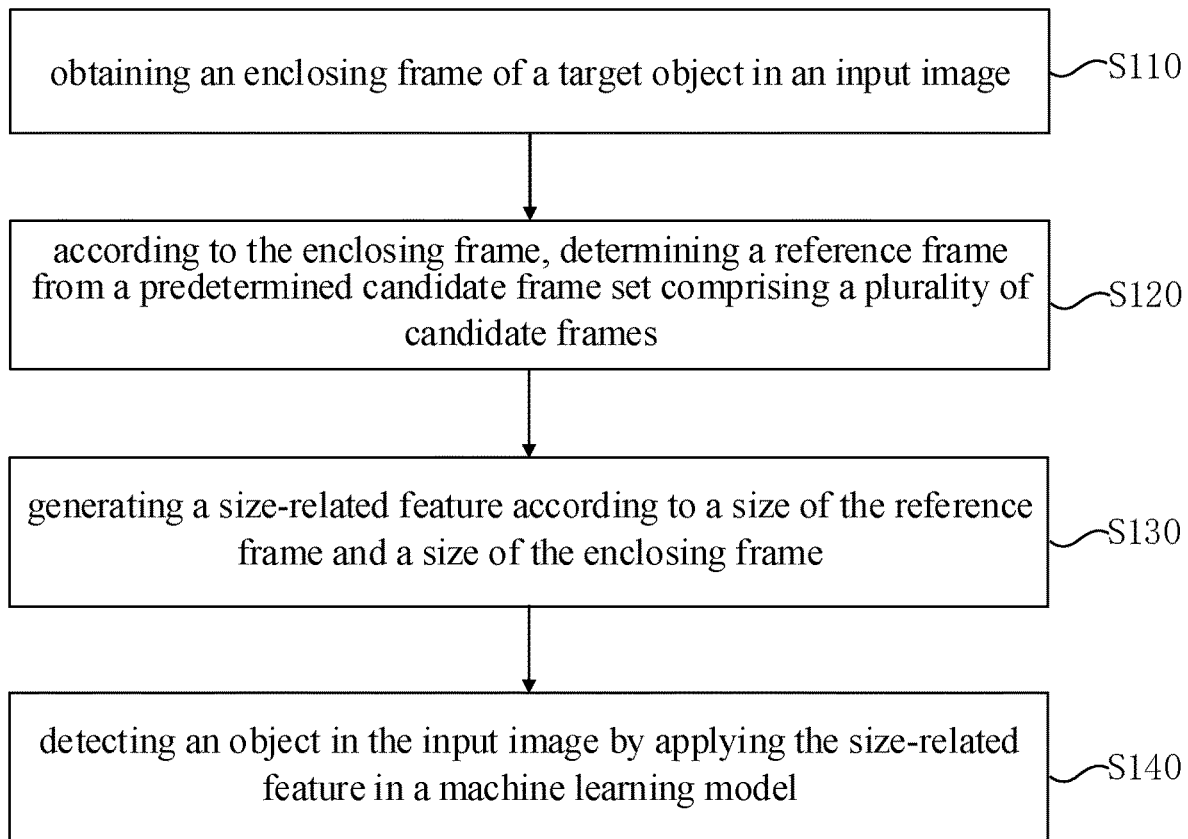 obtaining an enclosing frame of a target object in an input image
S110
according to the enclosing frame, determining a reference frame
from a predetermined candidate frame set comprising a plurality of
candidate frames
S120
generating a size-related feature according to a size of the reference
frame and a size of the enclosing frame
S130
detecting an object in the input image by applying the size-related
feature in a machine learning model
S140